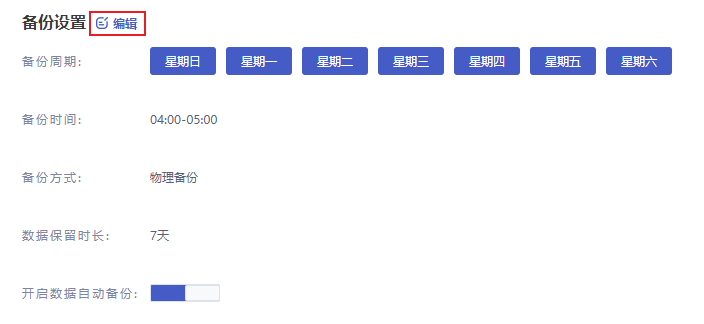 备份设置 编辑
备份周期: 星期日 星期一 星期二 星期三 星期四 星期五 星期六
备份时间: 04:00-05:00
备份方式: 物理备份
数据保留时长: 7天
开启数据自动备份: